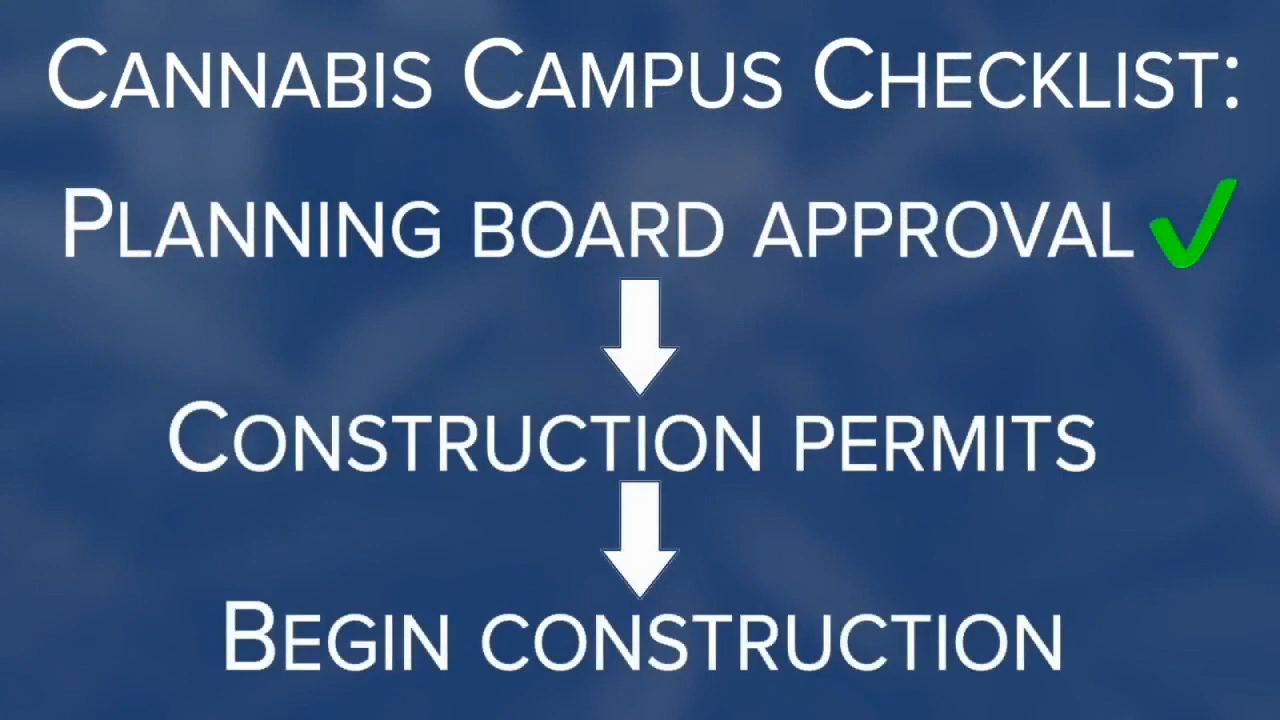 Cannabis Campus Checklist:
Planning board approval
Construction permits
Begin construction